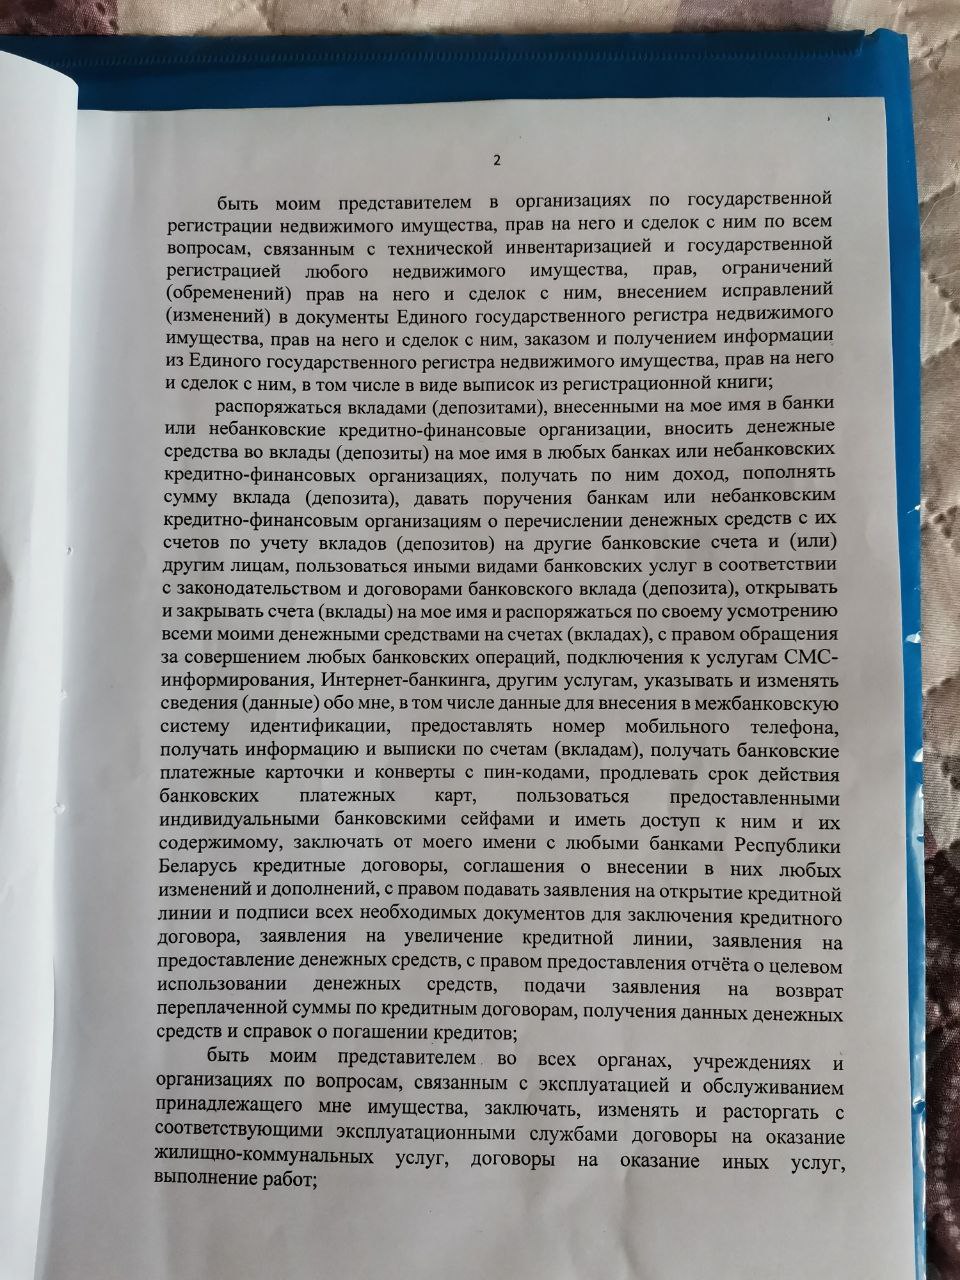 2
быть моим представителем в организациях по государственной
регистрации недвижимого имущества, прав на него и сделок с ним по всем
вопросам, связанным с технической инвентаризацией и государственной
регистрацией любого недвижимого имущества, прав, ограничений
(обременений) прав на него и сделок с ним, внесением исправлений
(изменений) в документы Единого государственного регистра недвижимого
имущества, прав на него и сделок с ним, заказом и получением информации
из Единого государственного регистра недвижимого имущества, прав на него
и сделок с ним, в том числе в виде выписок из регистрационной книги;
распоряжаться вкладами (депозитами), внесенными на мое имя в банки
или небанковские кредитно-финансовые организации, вносить денежные
средства во вклады (депозиты) на мое имя в любых банках или небанковских
кредитно-финансовых организациях, получать по ним доход, пополнять
сумму вклада (депозита), давать поручения банкам или небанковским
кредитно-финансовым организациям о перечислении денежных средств с их
счетов по учету вкладов (депозитов) на другие банковские счета и (или)
другим лицам, пользоваться иными видами банковских услуг в соответствии
с законодательством и договорами банковского вклада (депозита), открывать
и закрывать счета (вклады) на мое имя и распоряжаться по своему усмотрению
всеми моими денежными средствами на счетах (вкладах), с правом обращения
за совершением любых банковских операций, подключения к услугам СМС-
информирования, Интернет-банкинга, другим услугам, указывать и изменять
сведения (данные) обо мне, в том числе данные для внесения в межбанковскую
систему идентификации, предоставлять номер мобильного телефона,
получать информацию и выписки по счетам (вкладам), получать банковские
платежные карточки и конверты с пин-кодами, продлевать срок действия
банковских платежных карт, пользоваться предоставленными
индивидуальными банковскими сейфами и иметь доступ к ним и их
содержимому, заключать от моего имени с любыми банками Республики
Беларусь кредитные договоры, соглашения о внесении в них любых
изменений и дополнений, с правом подавать заявления на открытие кредитной
линии и подписи всех необходимых документов для заключения кредитного
договора, заявления на увеличение кредитной линии, заявления на
предоставление денежных средств, с правом предоставления отчёта о целевом
использовании денежных средств, подачи заявления на возврат
переплаченной суммы по кредитным договорам, получения данных денежных
средств и справок о погашении кредитов;
быть моим представителем во всех органах, учреждениях и
организациях по вопросам, связанным с эксплуатацией и обслуживанием
принадлежащего мне имущества, заключать, изменять и расторгать с
соответствующими эксплуатационными службами договоры на оказание
жилищно-коммунальных услуг, договоры на оказание иных услуг,
выполнение работ;